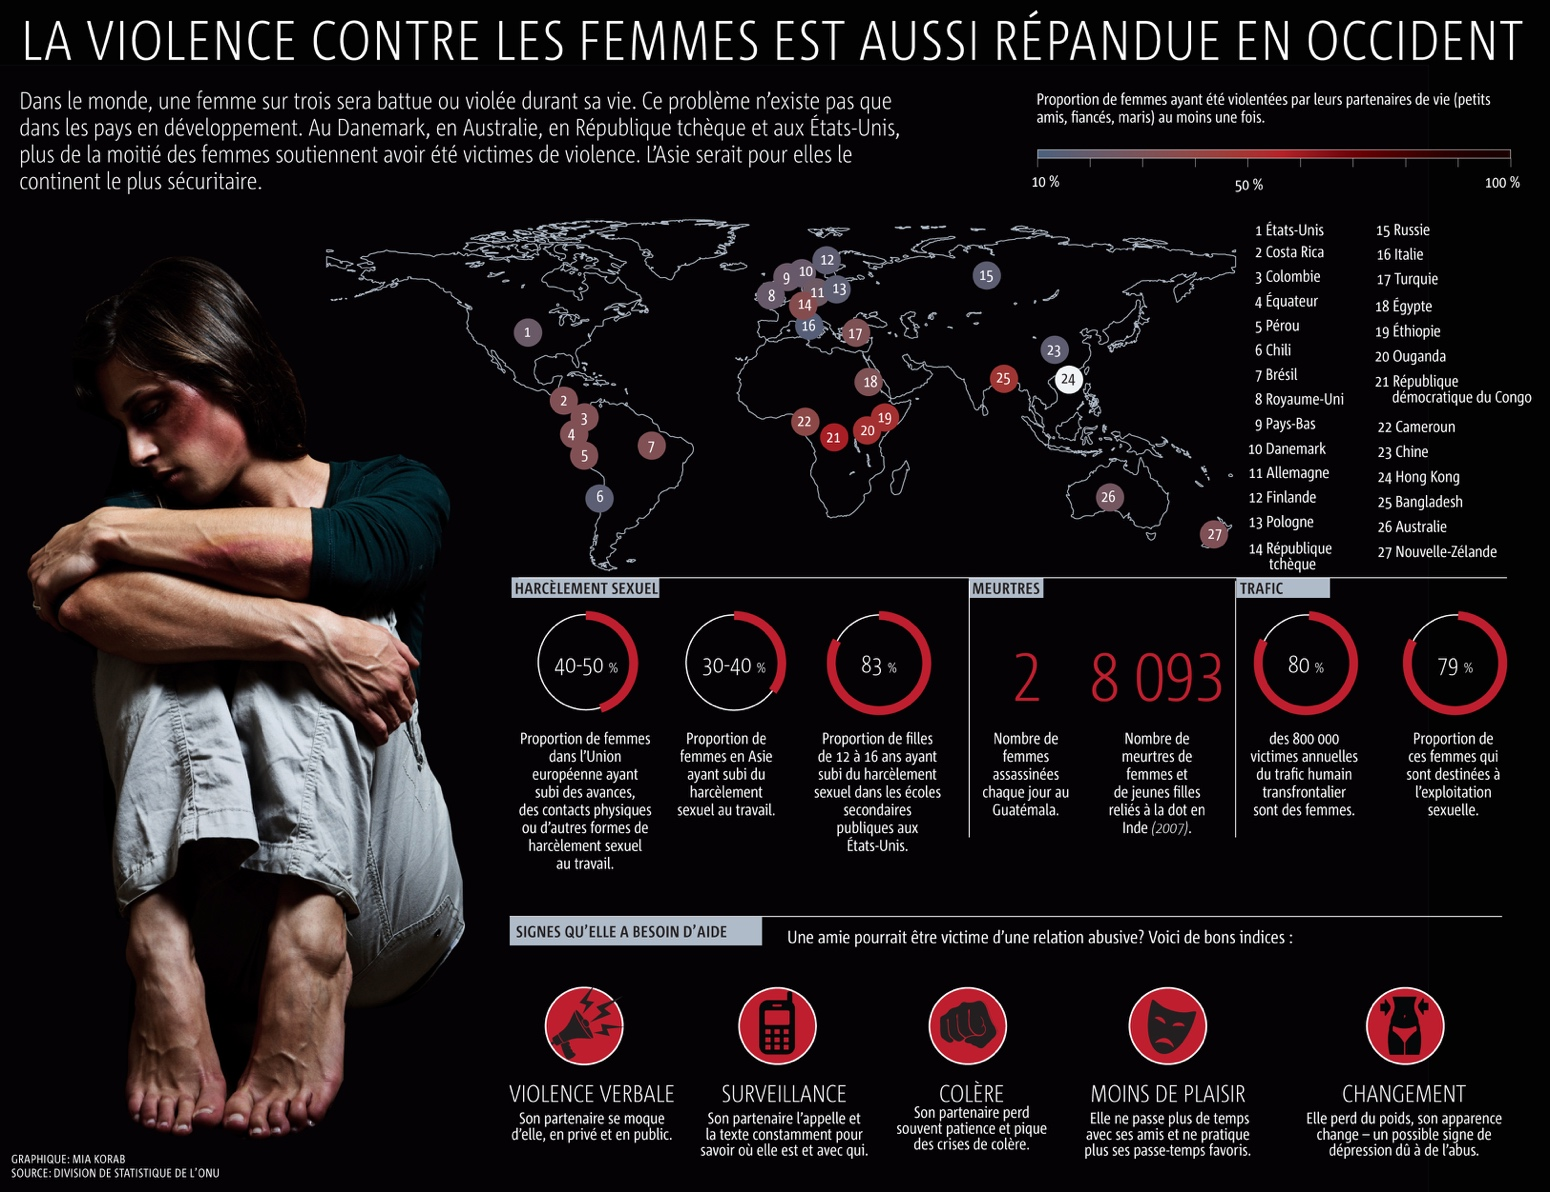 LA VIOLENCE CONTRE LES FEMMES EST AUSSI RÉPANDUE EN OCCIDENT
Dans le monde, une femme sur trois sera battue ou violée durant sa vie. Ce problème n'existe pas que
dans les pays en développement. Au Danemark, en Australie, en République tchèque et aux États-Unis,
plus de la moitié des femmes soutiennent avoir été victimes de violence. L'Asie serait pour elles le
continent le plus sécuritaire.
Proportion de femmes ayant été violentées par leurs partenaires de vie (petits
amis, fiancés, maris) au moins une fois.
10 %
50 %
100 %
1
2
3
4
5
6
7
8
9
10
11
12
13
14
15
16
17
18
19
20
21
22
23
24
25
26
27
1 États-Unis
2 Costa Rica
3 Colombie
4 Équateur
5 Pérou
6 Chili
7 Brésil
8 Royaume-Uni
9 Pays-Bas
10 Danemark
11 Allemagne
12 Finlande
13 Pologne
14 République
tchèque
15 Russie
16 Italie
17 Turquie
18 Égypte
19 Éthiopie
20 Ouganda
21 République
démocratique du Congo
22 Cameroun
23 Chine
24 Hong Kong
25 Bangladesh
26 Australie
27 Nouvelle-Zélande
HARCÈLEMENT SEXUEL
40-50 %
Proportion de femmes
dans l'Union
européenne ayant
subi des avances,
des contacts physiques
ou d'autres formes de
harcèlement sexuel
au travail.
30-40 %
Proportion de
femmes en Asie
ayant subi du
harcèlement
sexuel au travail.
83 %
Proportion de filles
de 12 à 16 ans ayant
subi du harcèlement
sexuel dans les écoles
secondaires
publiques aux
États-Unis.
MEURTRES
2
Nombre de
femmes
assassinées
chaque jour au
Guatémala.
8 093
Nombre de
meurtres de
femmes et
de jeunes filles
reliés à la dot en
Inde (2007).
TRAFIC
80 %
des 800 000
victimes annuelles
du trafic humain
transfrontalier
sont des femmes.
79 %
Proportion de
ces femmes qui
sont destinées à
l'exploitation
sexuelle.
SIGNES QU'ELLE A BESOIN D'AIDE
Une amie pourrait être victime d'une relation abusive? Voici de bons indices :
VIOLENCE VERBALE
Son partenaire se moque
d'elle, en privé et en public.
SURVEILLANCE
Son partenaire l'appelle et
la texte constamment pour
savoir où elle est et avec qui.
COLÈRE
Son partenaire perd
souvent patience et pique
des crises de colère.
MOINS DE PLAISIR
Elle ne passe plus de temps
avec ses amis et ne pratique
plus ses passe-temps favoris.
CHANGEMENT
Elle perd du poids, son apparence
change – un possible signe de
dépression dû à de l'abus.
GRAPHIQUE: MIA KORAB
SOURCE: DIVISION DE STATISTIQUE DE L'ONU